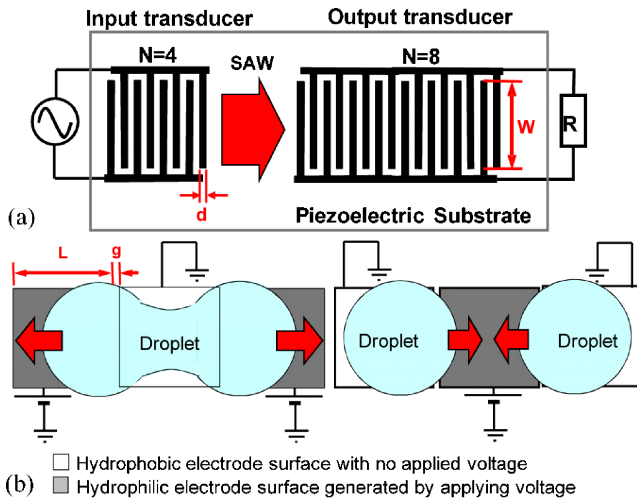 Input transducer
Output transducer
N=4
SAW
N=8
W
R
d
(a)
Piezoelectric Substrate
L
g
Droplet
Droplet
Droplet
Hydrophobic electrode surface with no applied voltage
(b)
Hydrophilic electrode surface generated by applying voltage